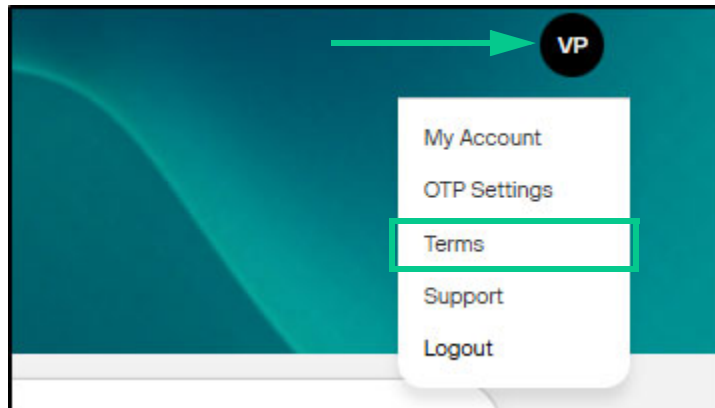 VP
My Account
OTP Settings
Terms
Support
Logout